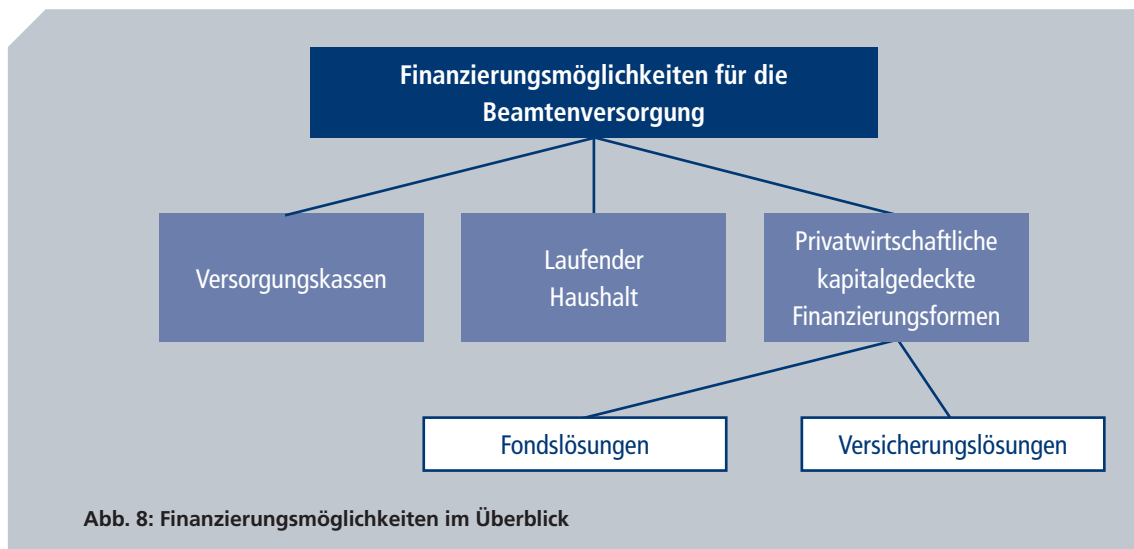 Finanzierungsmöglichkeiten für die
Beamtenversorgung
Versorgungskassen
Laufender
Haushalt
Privatwirtschaftliche
kapitalgedeckte
Finanzierungsformen
Fondslösungen
Versicherungslösungen
Abb. 8: Finanzierungsmöglichkeiten im Überblick